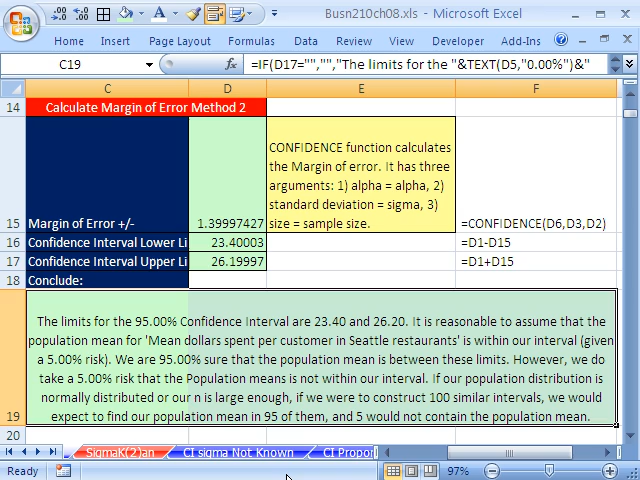 Busn210ch08.xls - Microsoft Excel
Home Insert Page Layout Formulas Data Review View Developer Add-Ins
C19 fx =IF(D17="","","The limits for the "&TEXT(D5,"0.00%")&"
C D E F
14 Calculate Margin of Error Method 2
CONFIDENCE function calculates
the Margin of error. It has three
arguments: 1) alpha = alpha, 2)
standard deviation = sigma, 3)
15 Margin of Error +/- 1.39997427 size = sample size. =CONFIDENCE(D6,D3,D2)
16 Confidence Interval Lower Li 23.40003 =D1-D15
17 Confidence Interval Upper Li 26.19997 =D1+D15
18 Conclude:
The limits for the 95.00% Confidence Interval are 23.40 and 26.20. It is reasonable to assume that the
population mean for 'Mean dollars spent per customer in Seattle restaurants' is within our interval (given
a 5.00% risk). We are 95.00% sure that the population mean is between these limits. However, we do
take a 5.00% risk that the Population means is not within our interval. If our population distribution is
normally distributed or our n is large enough, if we were to construct 100 similar intervals, we would
19 expect to find our population mean in 95 of them, and 5 would not contain the population mean.
20
SigmaK(2)an CI sigma Not Known CI Propor
Ready 97%